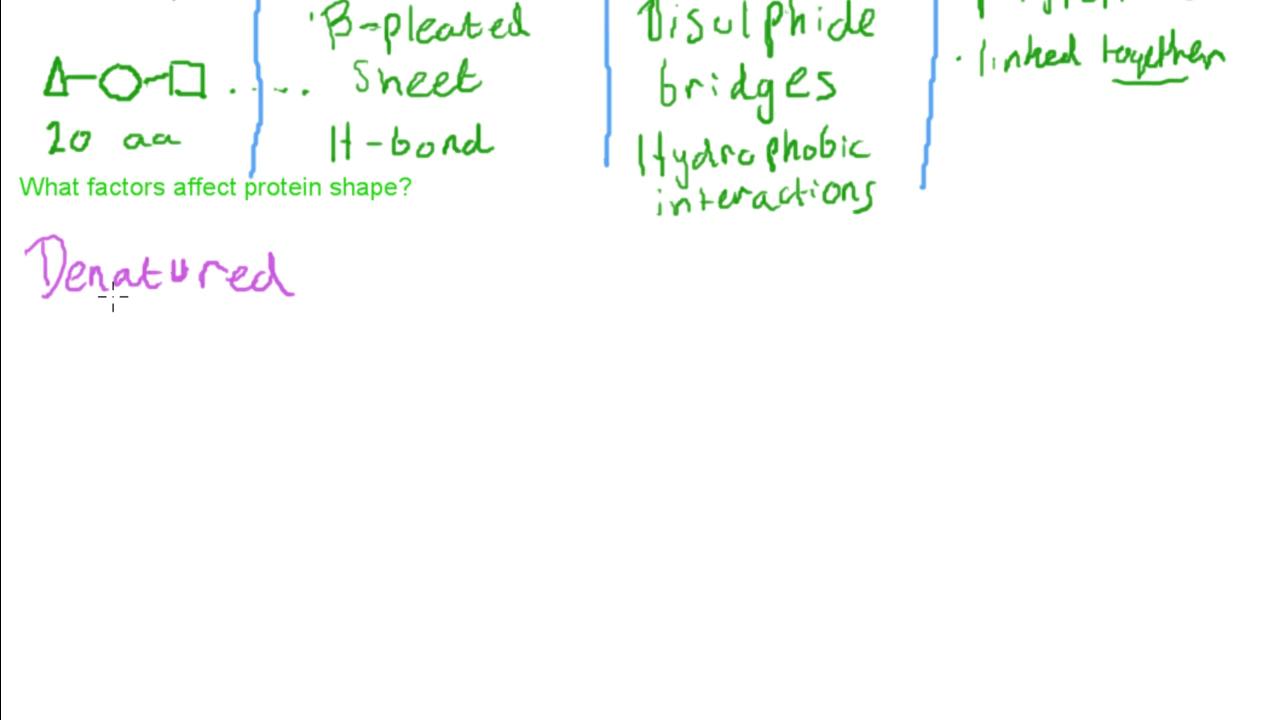 20 aa
β-pleated
Sheet
H-bond
Disulphide
bridges
Hydrophobic
interactions
. linked together
What factors affect protein shape?
Denatured